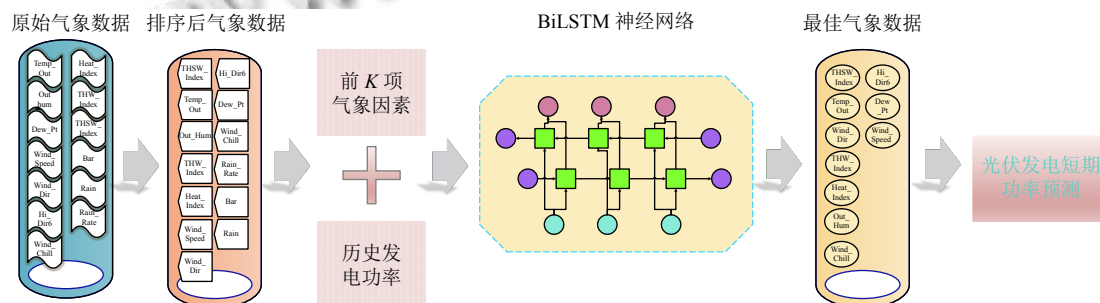 原始气象数据
Temp_
Out
Out_
hum
Dew_Pt
Wind_
Speed
Wind_
Dir
Hi_
Dir6
Wind_
Chill
Heat_
Index
THW_
Index
THSW_
Index
Bar
Rain
Rain_
Rate
排序后气象数据
THSW_
Index
Temp_
Out
Out_Hum
THW_
Index
Heat_
Index
Wind_
Speed
Wind_
Dir
Hi_Dir6
Dew_Pt
Wind_
Chill
Rain_
Rate
Bar
Rain
前 K 项
气象因素
历史发
电功率
BiLSTM 神经网络
最佳气象数据
THSW_
Index
Temp_
Out
Wind_
Dir
THW_
Index
Heat_
Index
Out_
Hum
Wind_
Chill
Hi_
Dir6
Dew
_Pt
Wind_
Speed
光伏发电短期
功率预测